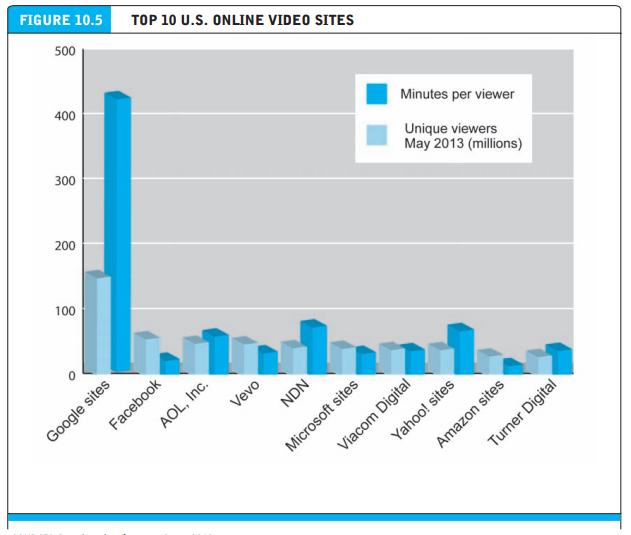 FIGURE 10.5 TOP 10 U.S. ONLINE VIDEO SITES
500
400
300
200
100
0
Minutes per viewer
Unique viewers
May 2013 (millions)
Google sites
Facebook
AOL, Inc.
Vevo
NDN
Microsoft sites
Viacom Digital
Yahoo! sites
Amazon sites
Turner Digital